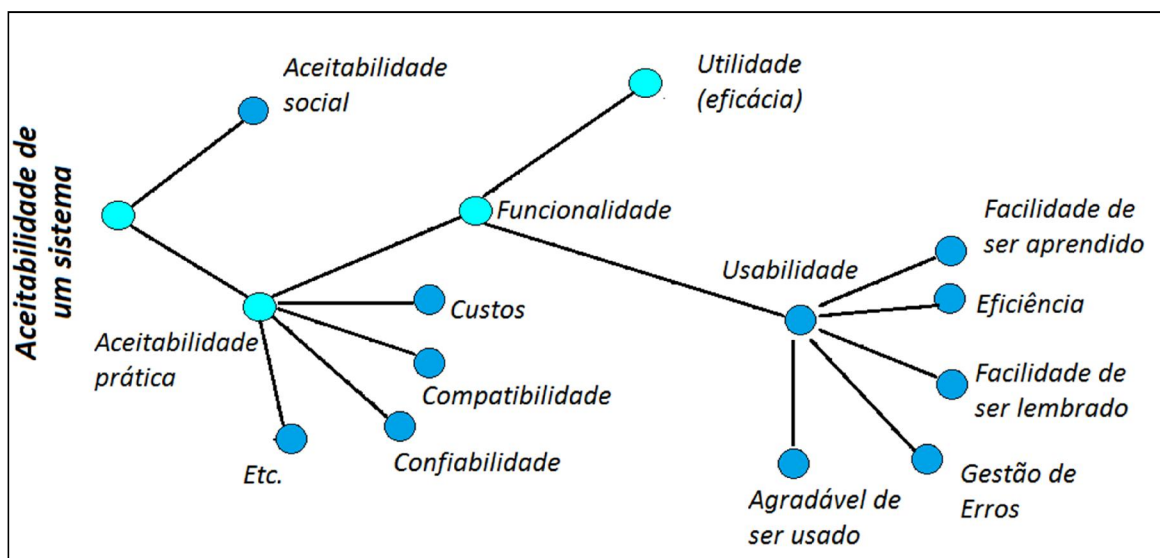 Aceitabilidade de
um sistema
Aceitabilidade
social
Utilidade
(eficácia)
Funcionalidade
Facilidade de
ser aprendido
Usabilidade
Eficiência
Custos
Aceitabilidade
prática
Compatibilidade
Facilidade de
ser lembrado
Confiabilidade
Etc.
Gestão de
Erros
Agradável de
ser usado